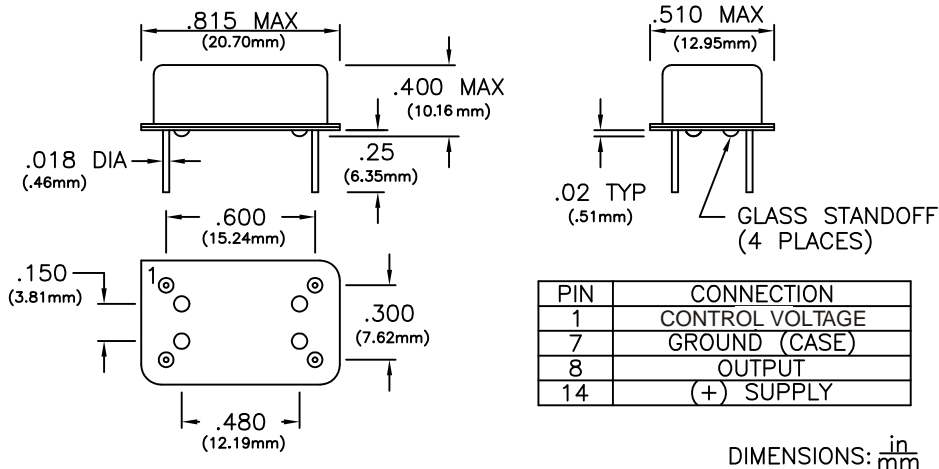 .815 MAX
(20.70mm)
.510 MAX
(12.95mm)
.400 MAX
(10.16 mm)
.018 DIA
(.46mm)
.25
(6.35mm)
.02 TYP
(.51mm)
GLASS STANDOFF
(4 PLACES)
.600
(15.24mm)
.150
(3.81mm)
1
.300
(7.62mm)
.480
(12.19mm)
PIN CONNECTION
1 CONTROL VOLTAGE
7 GROUND (CASE)
8 OUTPUT
14 (+) SUPPLY
DIMENSIONS: in
mm